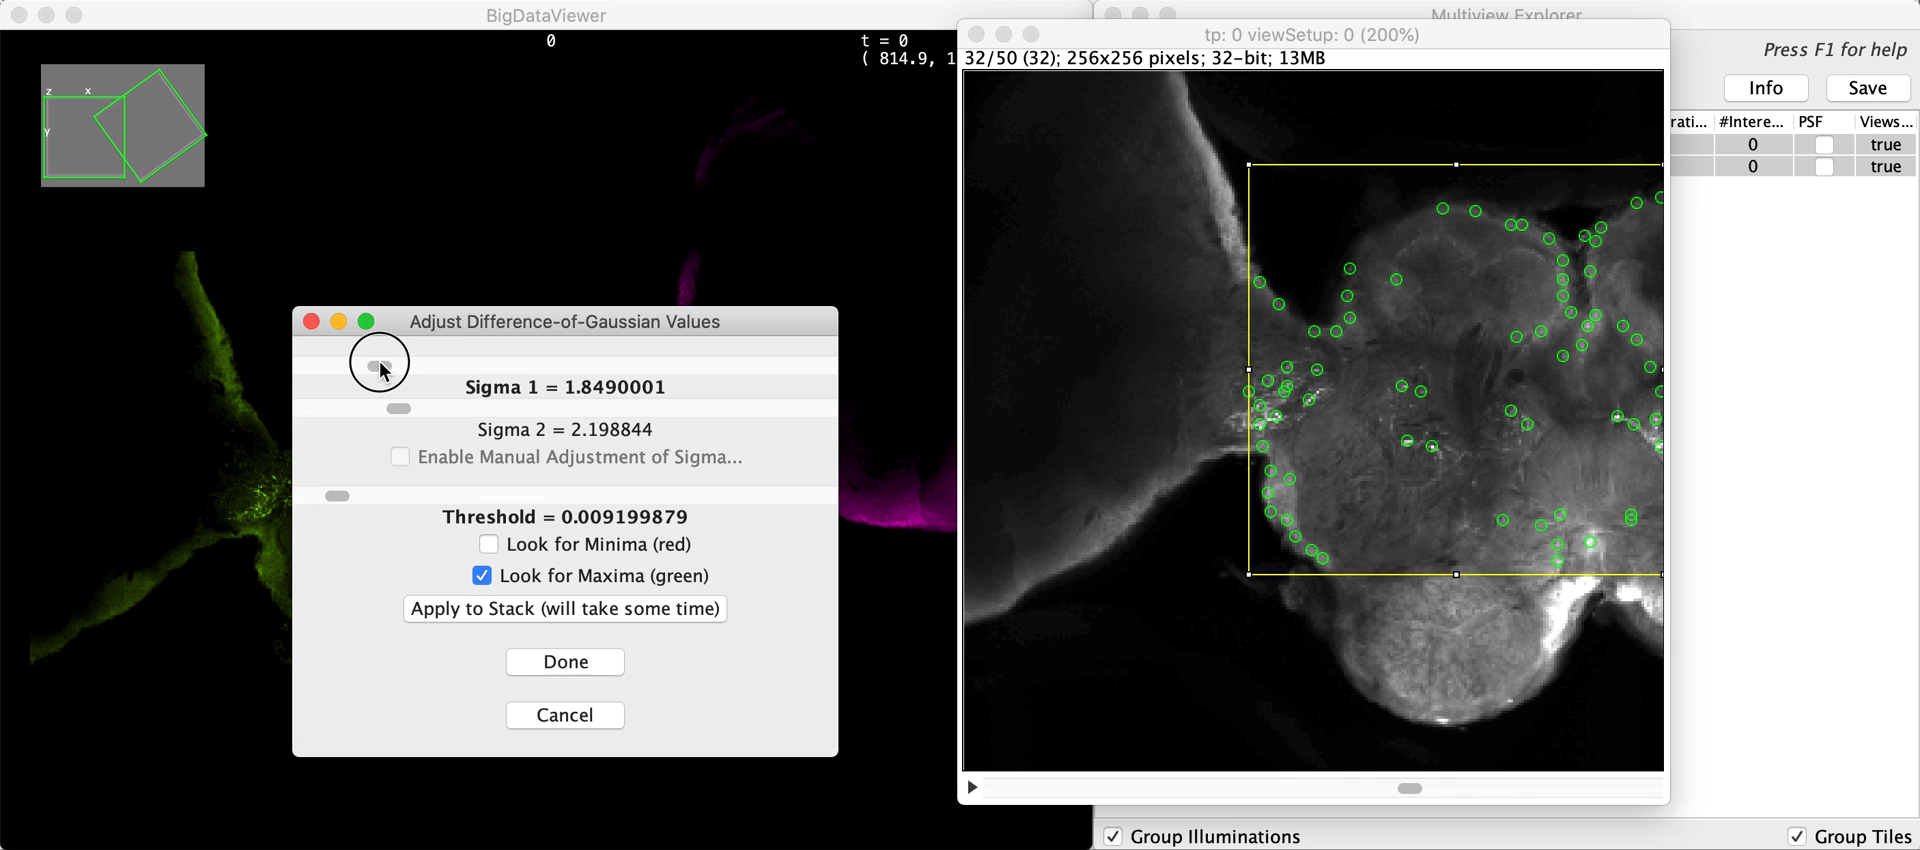 BigDataViewer
0
t = 0
( 814.9, 1
z
x
y
Multiview Explorer
Press F1 for help
Info
Save
rati...
#Intere...
PSF
Views...
0
true
0
true
tp: 0 viewSetup: 0 (200%)
32/50 (32); 256x256 pixels; 32-bit; 13MB
Adjust Difference-of-Gaussian Values
Sigma 1 = 1.8490001
Sigma 2 = 2.198844
Enable Manual Adjustment of Sigma...
Threshold = 0.009199879
Look for Minima (red)
Look for Maxima (green)
Apply to Stack (will take some time)
Done
Cancel
Group Illuminations
Group Tiles